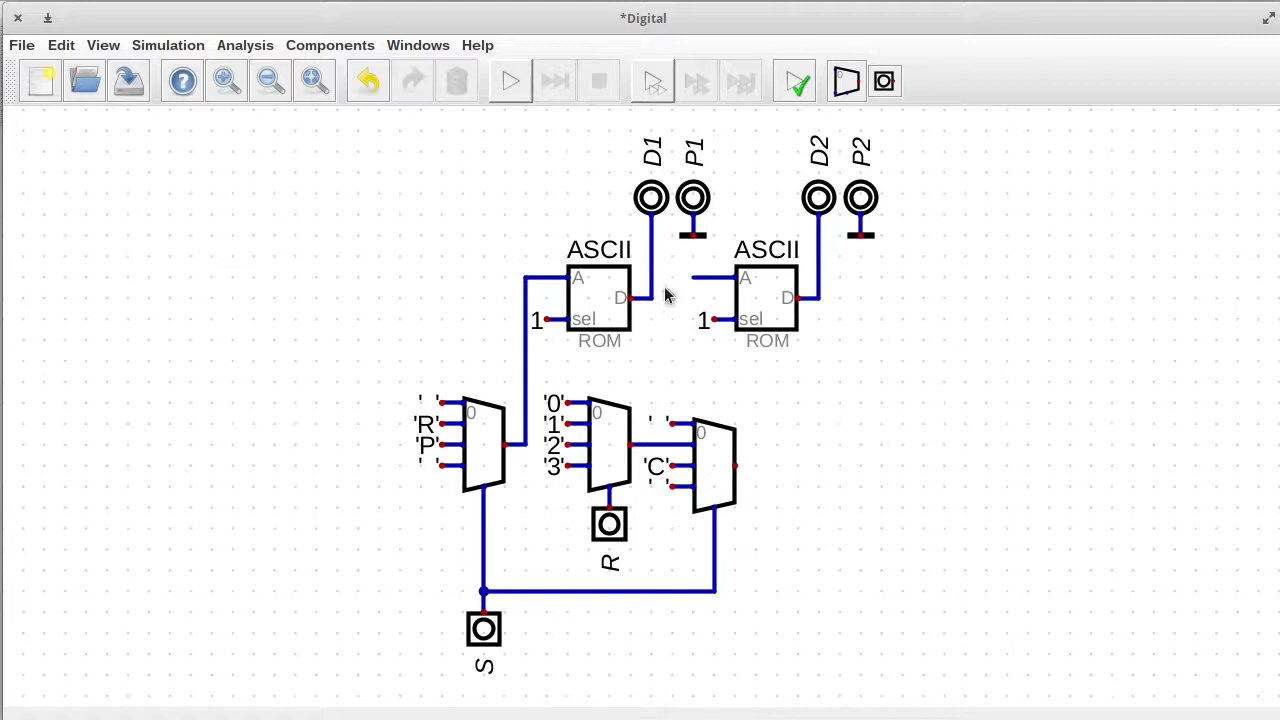 *Digital
File Edit View Simulation Analysis Components Windows Help
D1 P1 D2 P2
ASCII ASCII
A A
D D
1 sel 1 sel
ROM ROM
' ' 0 '0' 0 ' ' 0
'R' '1'
'P' '2' 'C'
' ' '3' ' '
R
S